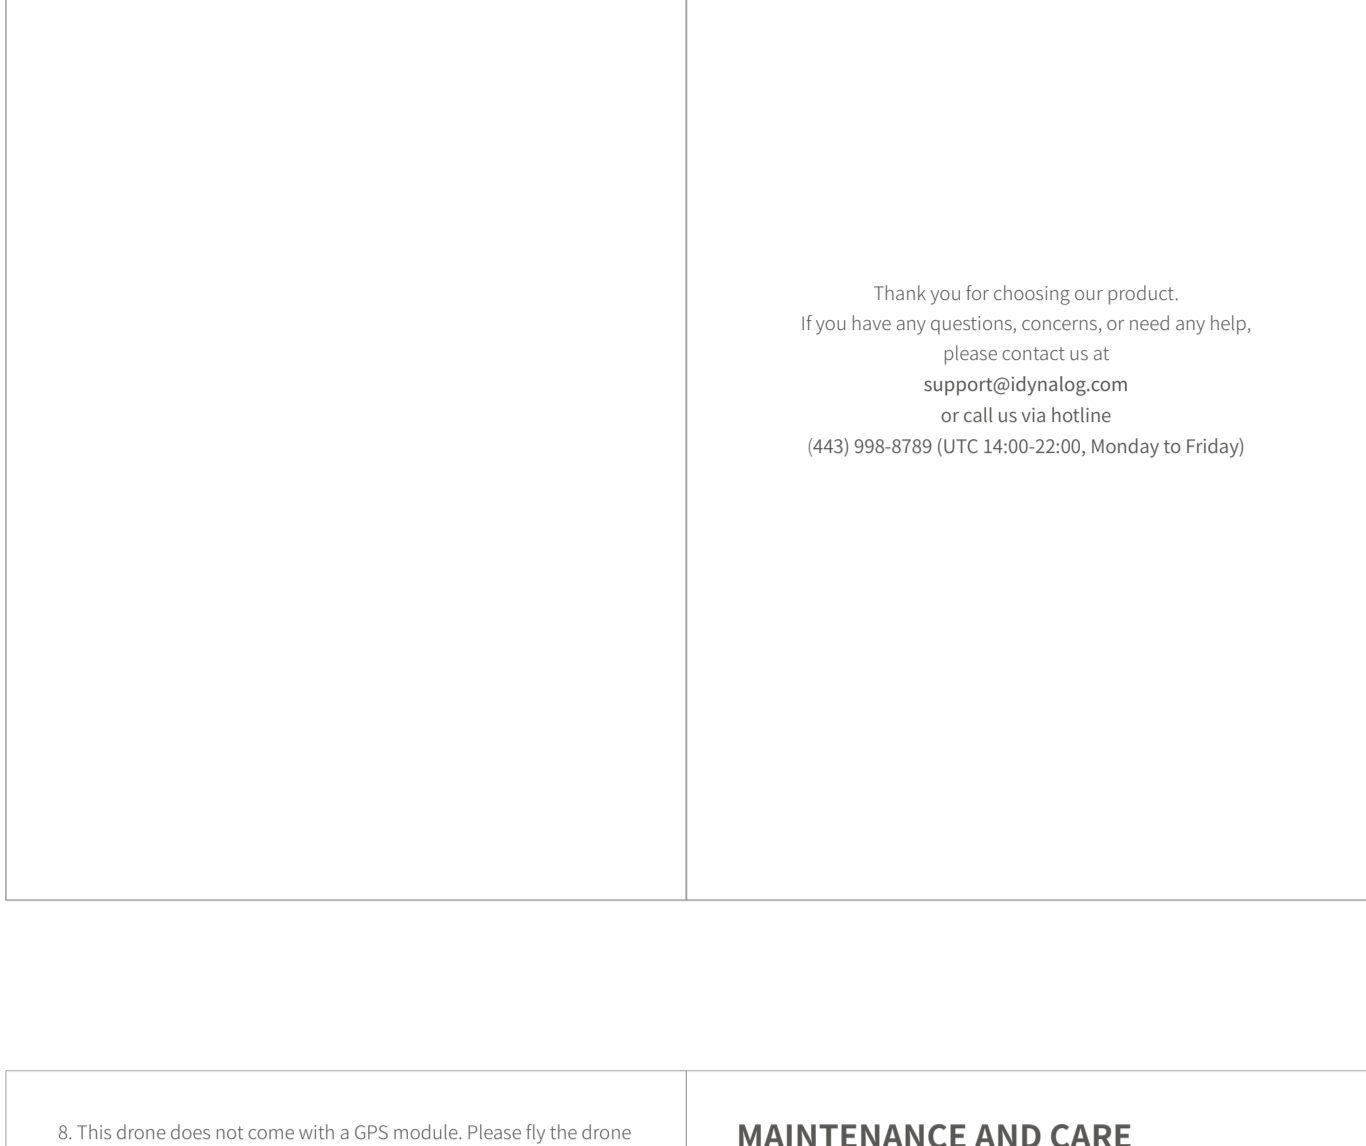 Thank you for choosing our product.
If you have any questions, concerns, or need any help,
please contact us at
support@idynalog.com
or call us via hotline
(443) 998-8789 (UTC 14:00-22:00, Monday to Friday)
8. This drone does not come with a GPS module. Please fly the drone
MAINTENANCE AND CARE